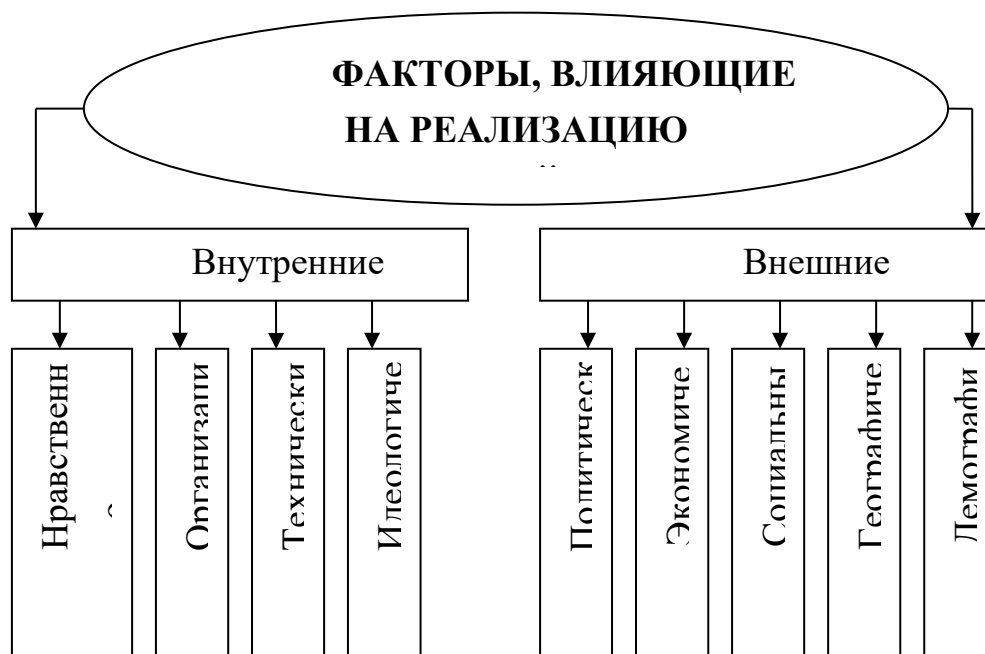 ФАКТОРЫ, ВЛИЯЮЩИЕ
НА РЕАЛИЗАЦИЮ
Внутренние
Внешние
Нравственн
Организаци
Технически
Идеологиче
Политическ
Экономиче
Социальны
Географиче
Демографи